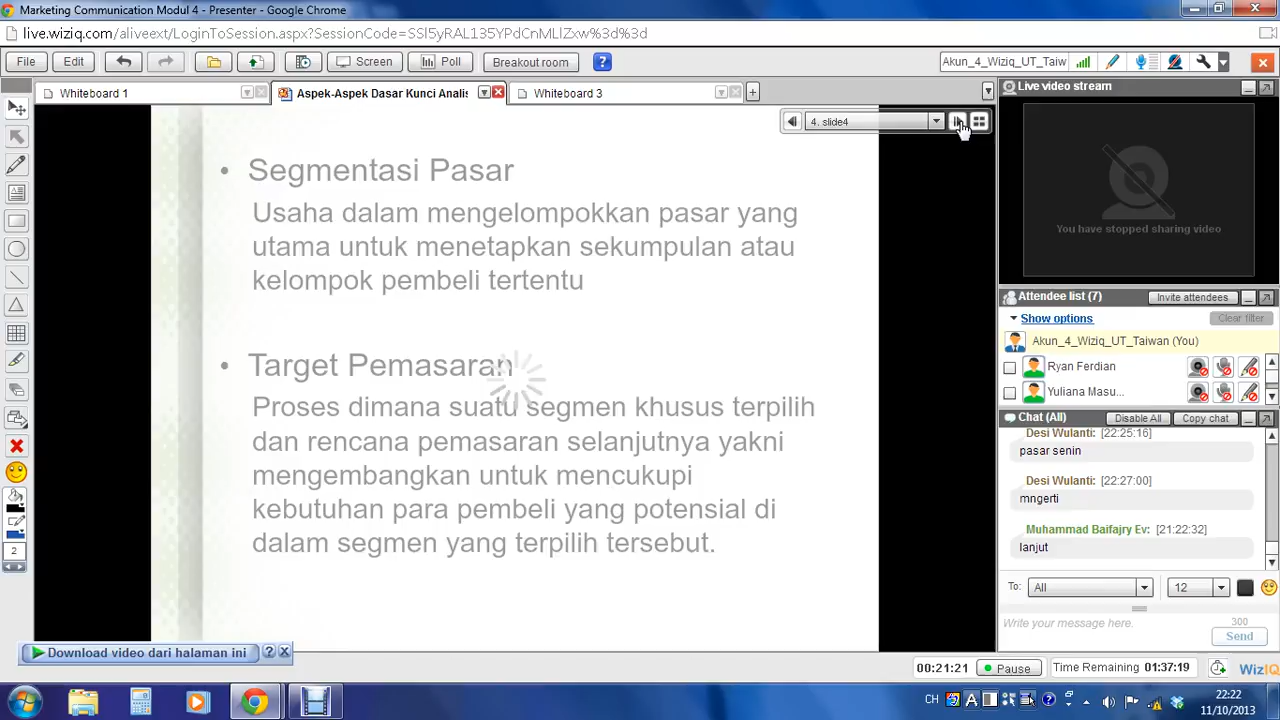 Marketing Communication Modul 4 - Presenter - Google Chrome
live.wiziq.com/aliveext/LoginToSession.aspx?SessionCode=SSl5yRAL135YPdCnMLlZxw%3d%3d
File Edit Screen Poll Breakout room ? Akun_4_Wiziq_UT_Taiw
Whiteboard 1 Aspek-Aspek Dasar Kunci Analis Whiteboard 3
Live video stream
4. slide4
• Segmentasi Pasar
Usaha dalam mengelompokkan pasar yang
utama untuk menetapkan sekumpulan atau
kelompok pembeli tertentu
• Target Pemasaran
Proses dimana suatu segmen khusus terpilih
dan rencana pemasaran selanjutnya yakni
mengembangkan untuk mencukupi
kebutuhan para pembeli yang potensial di
dalam segmen yang terpilih tersebut.
You have stopped sharing video
Attendee list (7) Invite attendees
Show options Clear filter
Akun_4_Wiziq_UT_Taiwan (You)
Ryan Ferdian
Yuliana Masu...
Chat (All) Disable All Copy chat
Desi Wulanti: [22:25:16]
pasar senin
Desi Wulanti: [22:27:00]
mngerti
Muhammad Baifajry Ev: [21:22:32]
lanjut
To: All 12
Write your message here. 300
Send
2
Download video dari halaman ini ?
00:21:21 Pause Time Remaining 01:37:19 WizIQ
CH A ? 22:22
11/10/2013